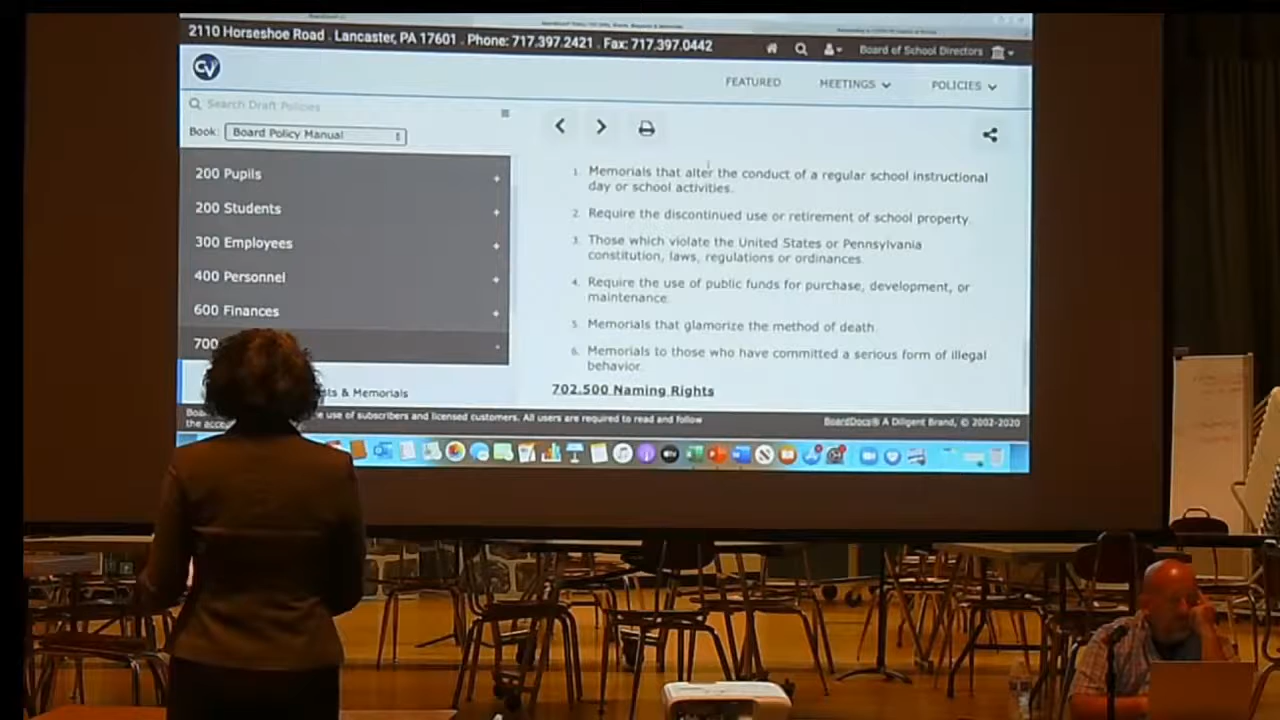 2110 Horseshoe Road . Lancaster, PA 17601 . Phone: 717.397.2421 . Fax: 717.397.0442
Board of School Directors
CV
FEATURED
MEETINGS
POLICIES
Search Draft Policies
Book: Board Policy Manual
200 Pupils
200 Students
300 Employees
400 Personnel
600 Finances
700
& Memorials
1. Memorials that alter the conduct of a regular school instructional
day or school activities.
2. Require the discontinued use or retirement of school property.
3. Those which violate the United States or Pennsylvania
constitution, laws, regulations or ordinances.
4. Require the use of public funds for purchase, development, or
maintenance.
5. Memorials that glamorize the method of death.
6. Memorials to those who have committed a serious form of illegal
behavior.
702.500 Naming Rights
use of subscribers and licensed customers. All users are required to read and follow
the
BoardDocs® A Diligent Brand, © 2002-2020